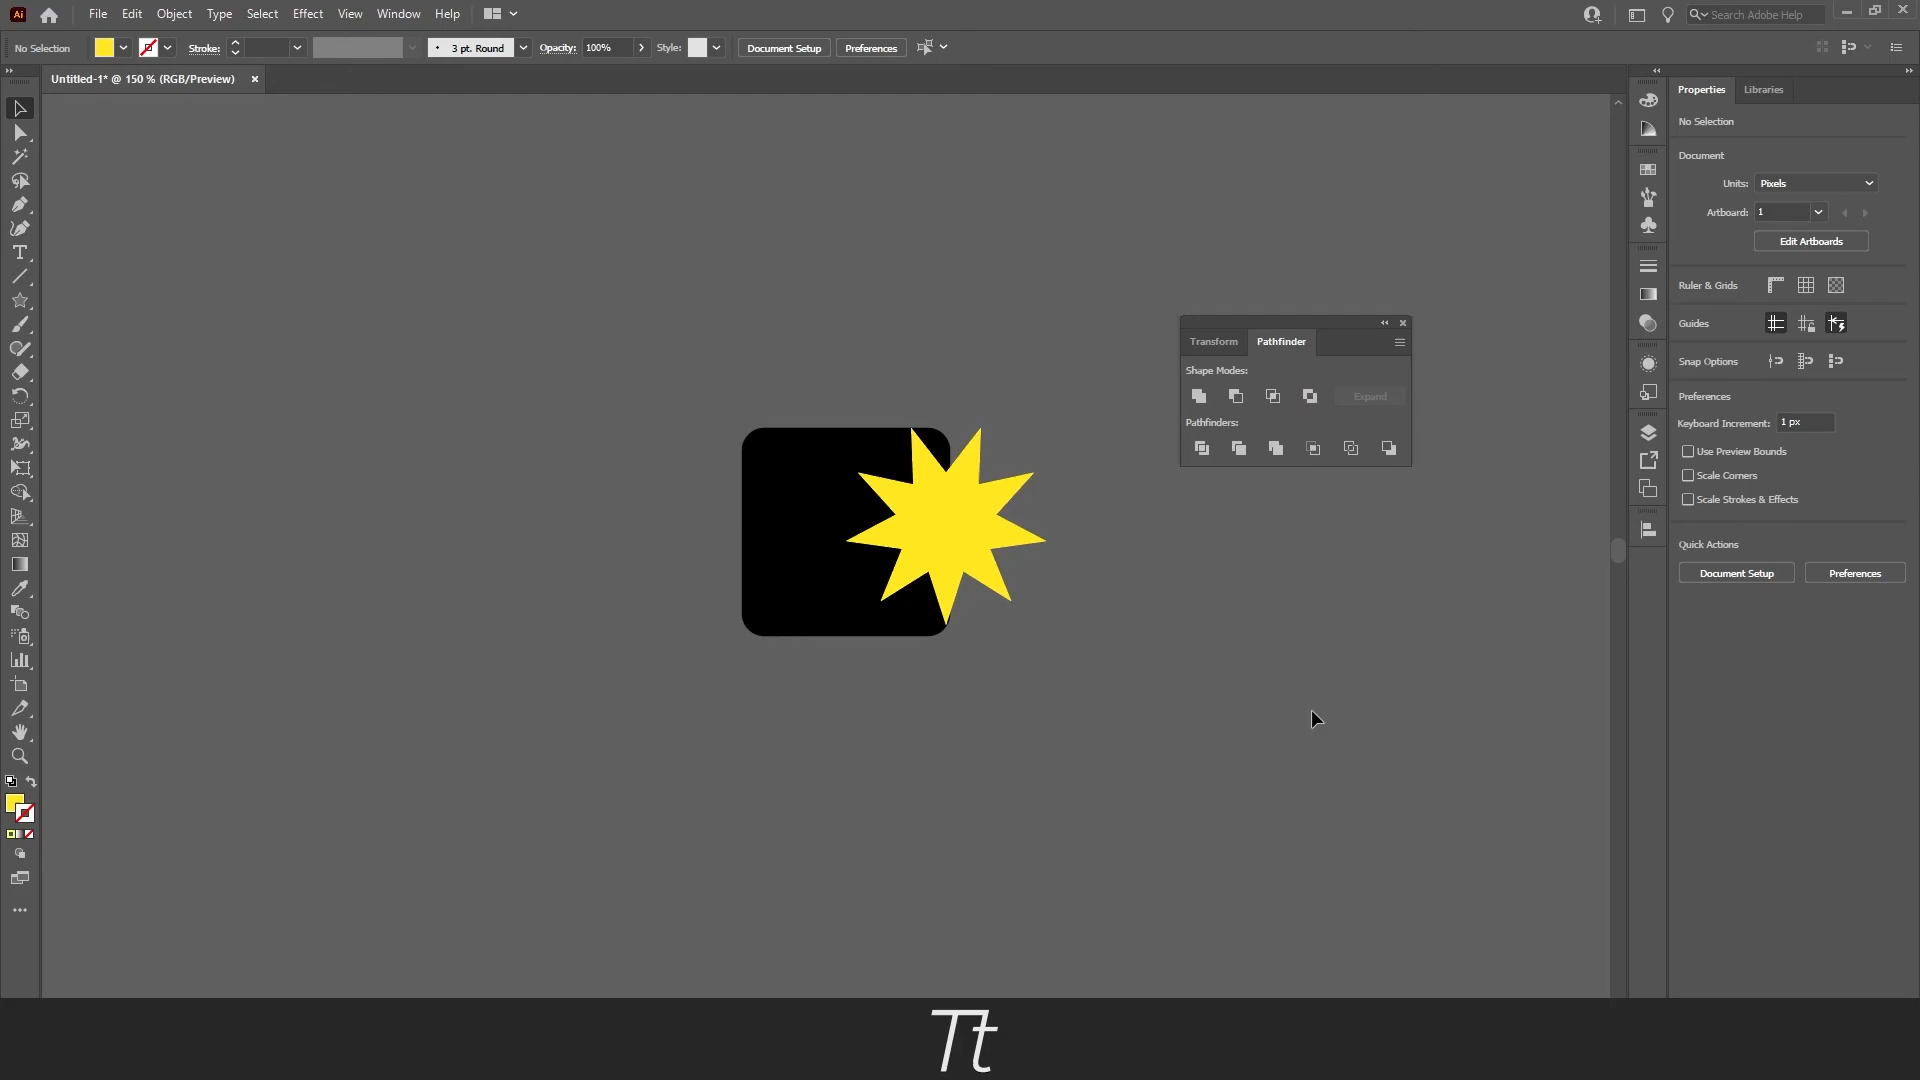 Ai
File Edit Object Type Select Effect View Window Help
Search Adobe Help
No Selection
Stroke:
3 pt. Round
Opacity: 100%
Style:
Document Setup
Preferences
Untitled-1* @ 150 % (RGB/Preview)
Transform
Pathfinder
Shape Modes:
Expand
Pathfinders:
Properties
Libraries
No Selection
Document
Units: Pixels
Artboard: 1
Edit Artboards
Ruler & Grids
Guides
Snap Options
Preferences
Keyboard Increment: 1 px
Use Preview Bounds
Scale Corners
Scale Strokes & Effects
Quick Actions
Document Setup
Preferences
Tt